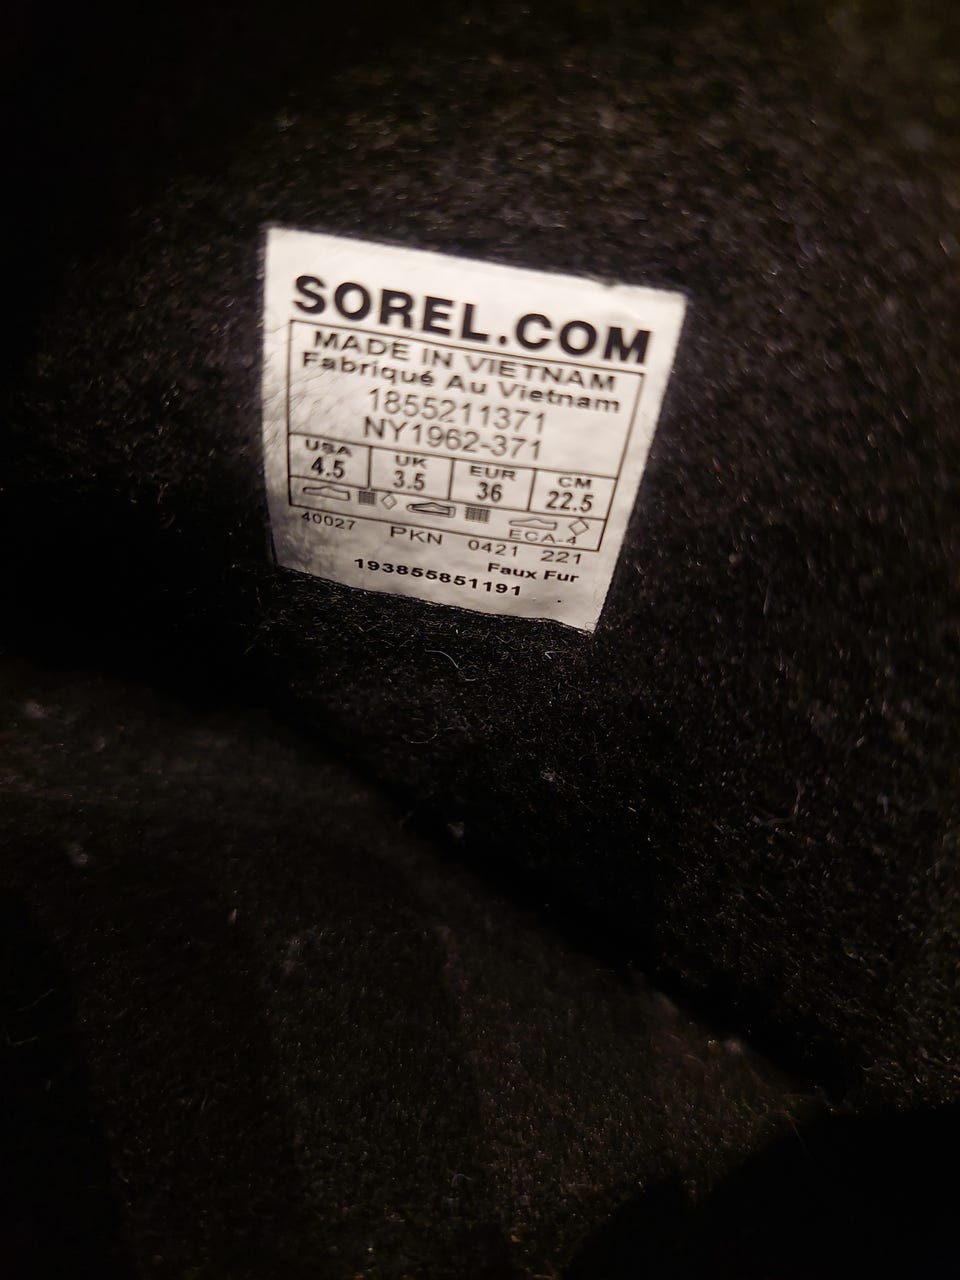 SOREL.COM
MADE IN VIETNAM
Fabriqué Au Vietnam
1855211371
NY1962-371
USA UK EUR CM
4.5 3.5 36 22.5
ECA-4
40027 PKN 0421 221
Faux Fur
193855851191